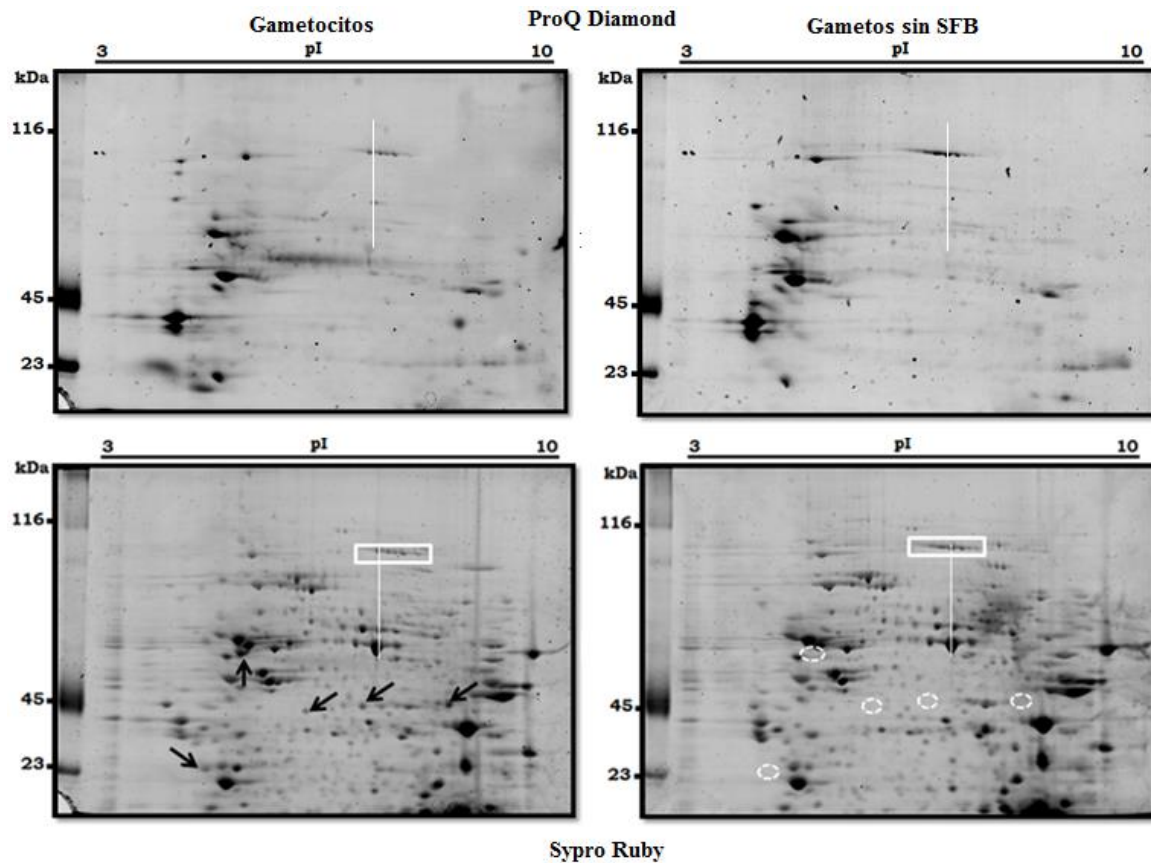 ProQ Diamond
Gametocitos
Gametos sin SFB
3 pI 10
3 pI 10
kDa
116
45
23
kDa
116
45
23
3 pI 10
3 pI 10
kDa
116
45
23
kDa
116
45
23
Sypro Ruby